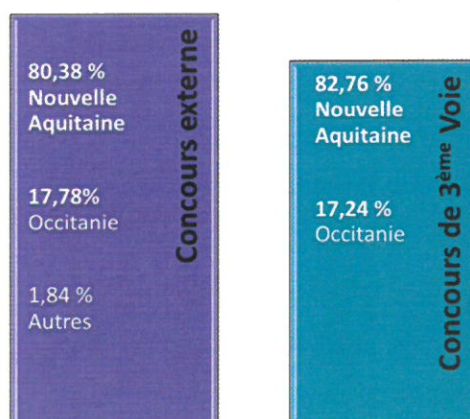 80,38 %
Nouvelle
Aquitaine
17,78%
Occitanie
1,84 %
Autres
Concours externe
82,76 %
Nouvelle
Aquitaine
17,24 %
Occitanie
Concours de 3ème Voie